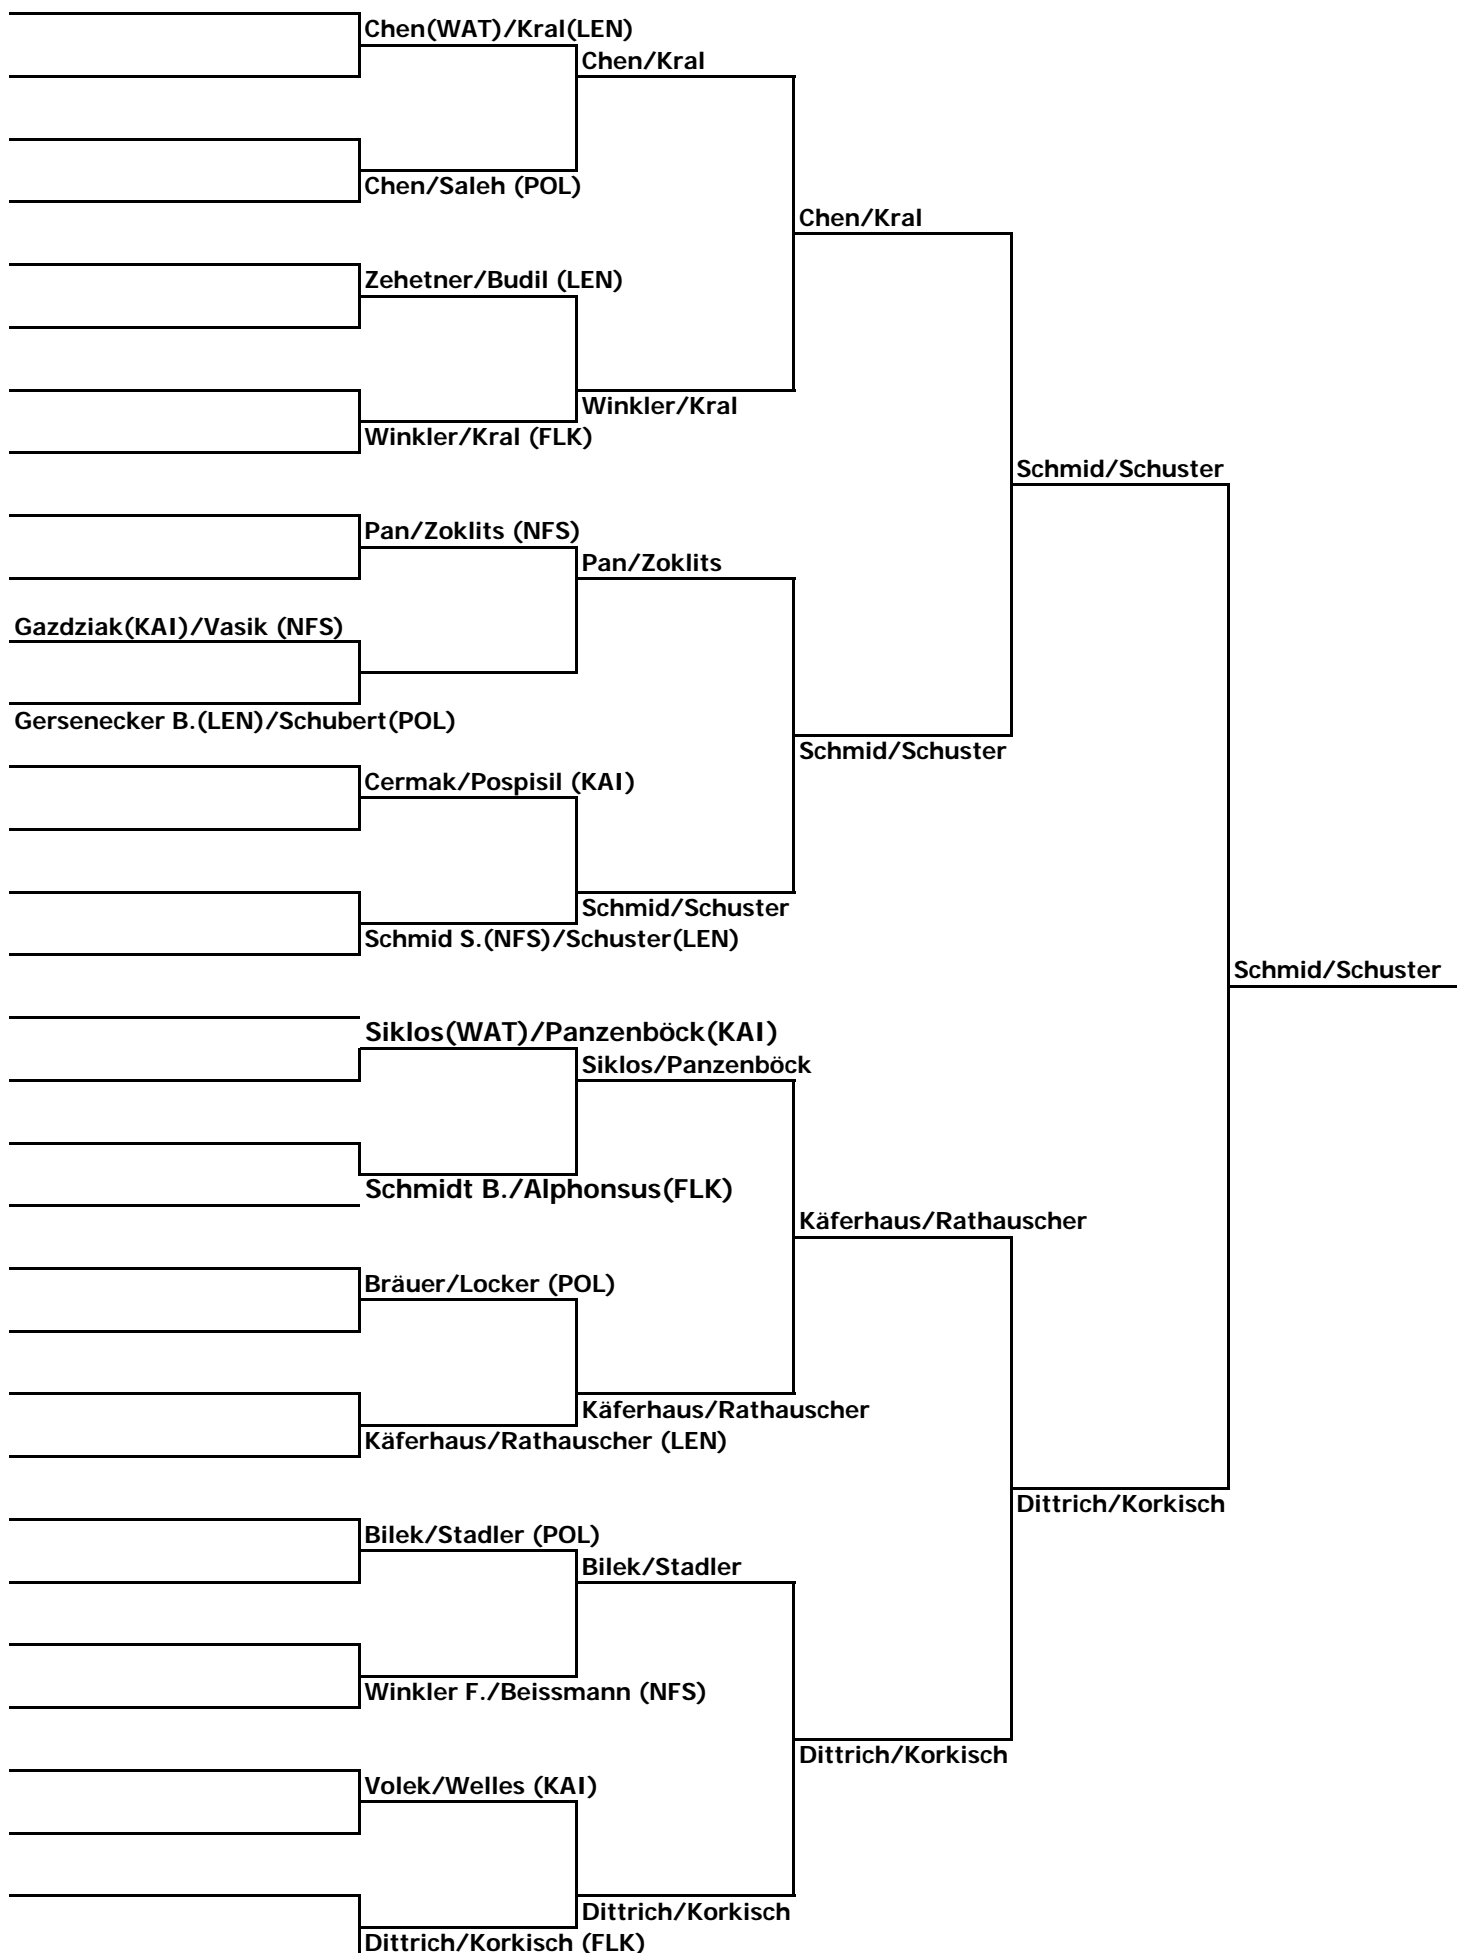 Chen(WAT)/Kral(LEN)
Chen/Kral
Chen/Saleh (POL)
Chen/Kral
Zehetner/Budil (LEN)
Winkler/Kral
Winkler/Kral (FLK)
Schmid/Schuster
Pan/Zoklits (NFS)
Pan/Zoklits
Gazdziak(KAI)/Vasik (NFS)
Gersenecker B.(LEN)/Schubert(POL)
Schmid/Schuster
Cermak/Pospisil (KAI)
Schmid/Schuster
Schmid S.(NFS)/Schuster(LEN)
Schmid/Schuster
Siklos(WAT)/Panzenböck(KAI)
Siklos/Panzenböck
Schmidt B./Alphonsus(FLK)
Käferhaus/Rathauscher
Bräuer/Locker (POL)
Käferhaus/Rathauscher
Käferhaus/Rathauscher (LEN)
Dittrich/Korkisch
Bilek/Stadler (POL)
Bilek/Stadler
Winkler F./Beissmann (NFS)
Dittrich/Korkisch
Volek/Welles (KAI)
Dittrich/Korkisch
Dittrich/Korkisch (FLK)